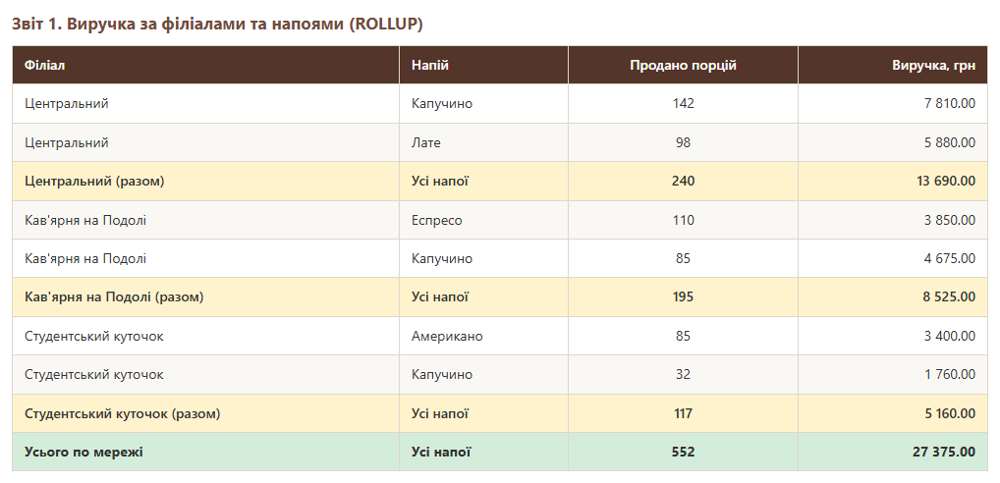 Звіт 1. Виручка за філіалами та напоями (ROLLUP)
Філіал Напій Продано порцій Виручка, грн
Центральний Капучино 142 7 810.00
Центральний Лате 98 5 880.00
Центральний (разом) Усі напої 240 13 690.00
Кав'ярня на Подолі Еспресо 110 3 850.00
Кав'ярня на Подолі Капучино 85 4 675.00
Кав'ярня на Подолі (разом) Усі напої 195 8 525.00
Студентський куточок Американо 85 3 400.00
Студентський куточок Капучино 32 1 760.00
Студентський куточок (разом) Усі напої 117 5 160.00
Усього по мережі Усі напої 552 27 375.00